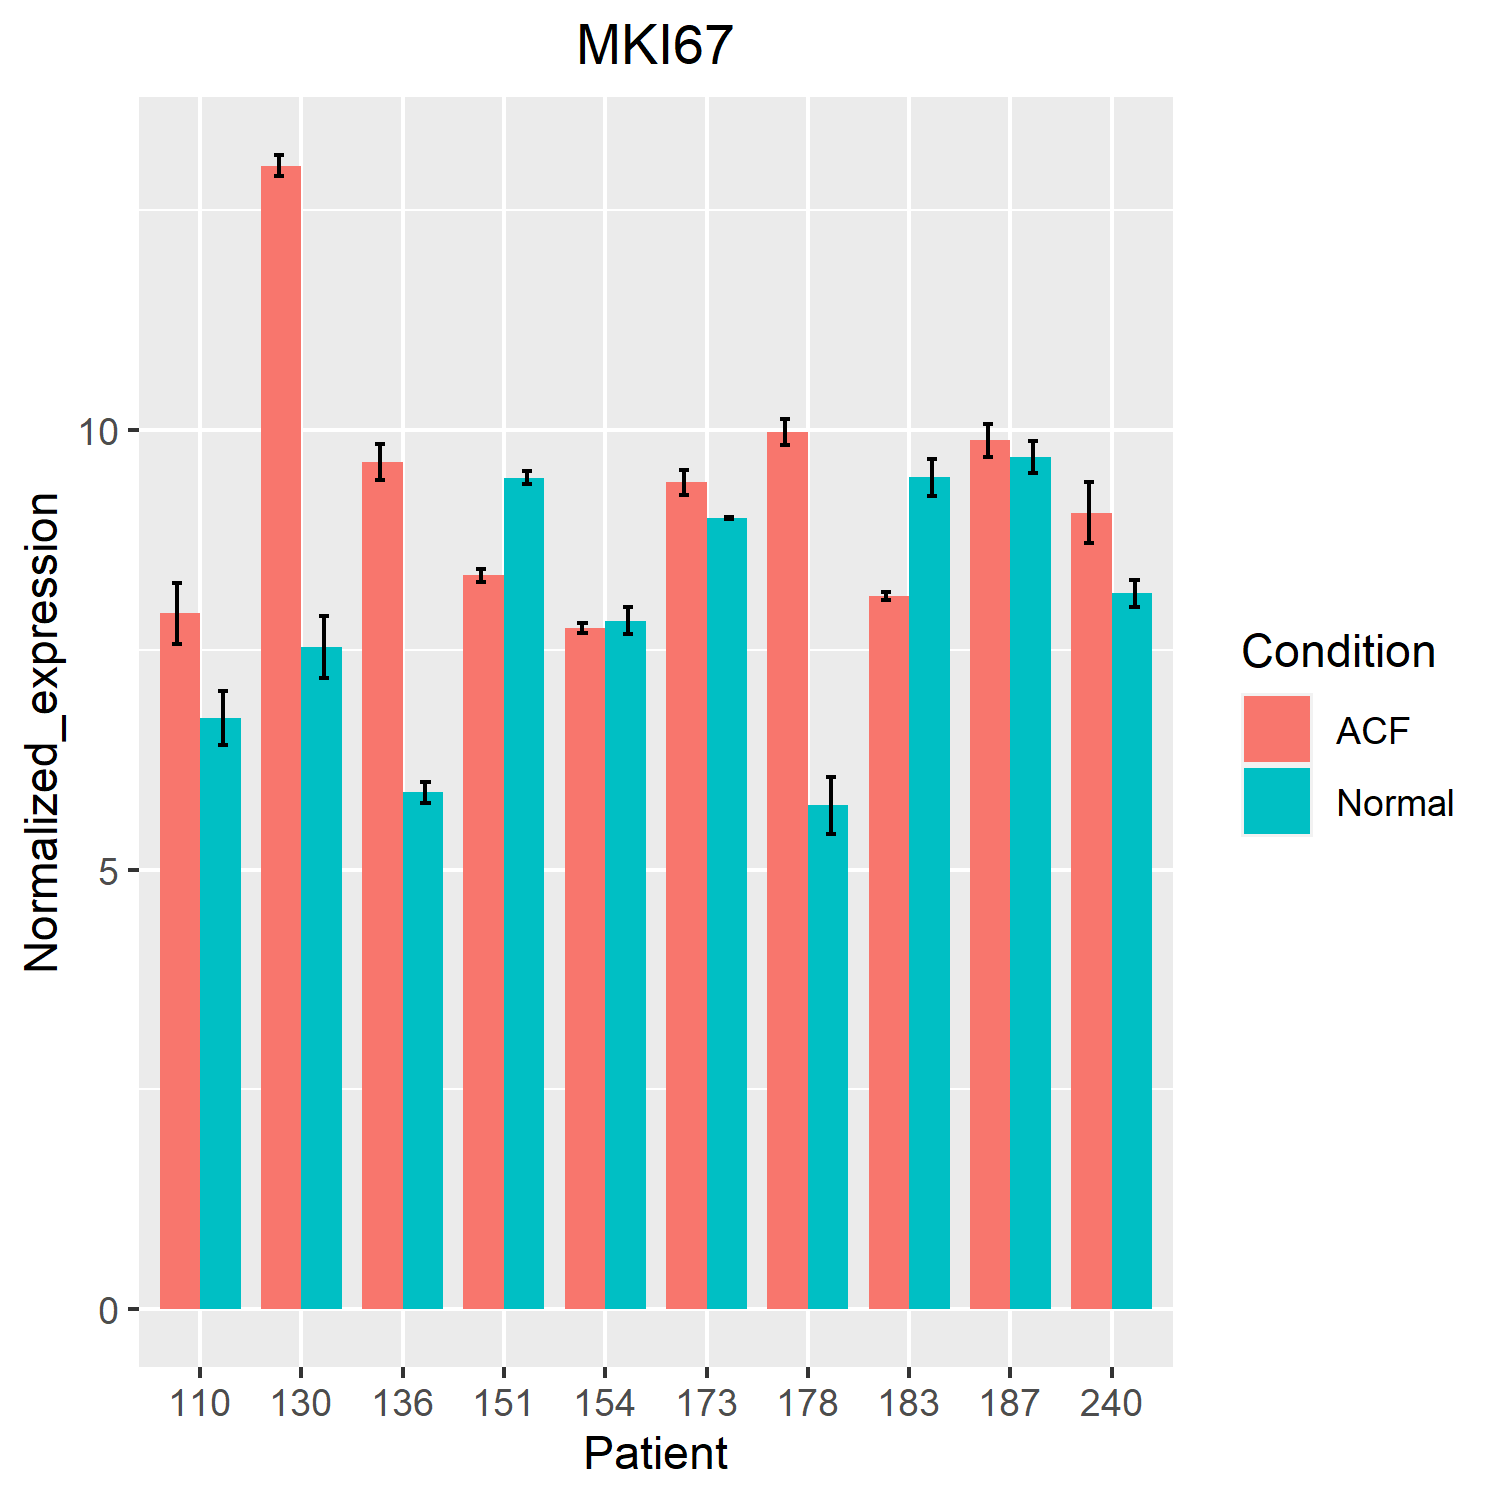 MKI67
10
5
0
Normalized_expression
110 130 136 151 154 173 178 183 187 240
Patient
Condition
ACF
Normal